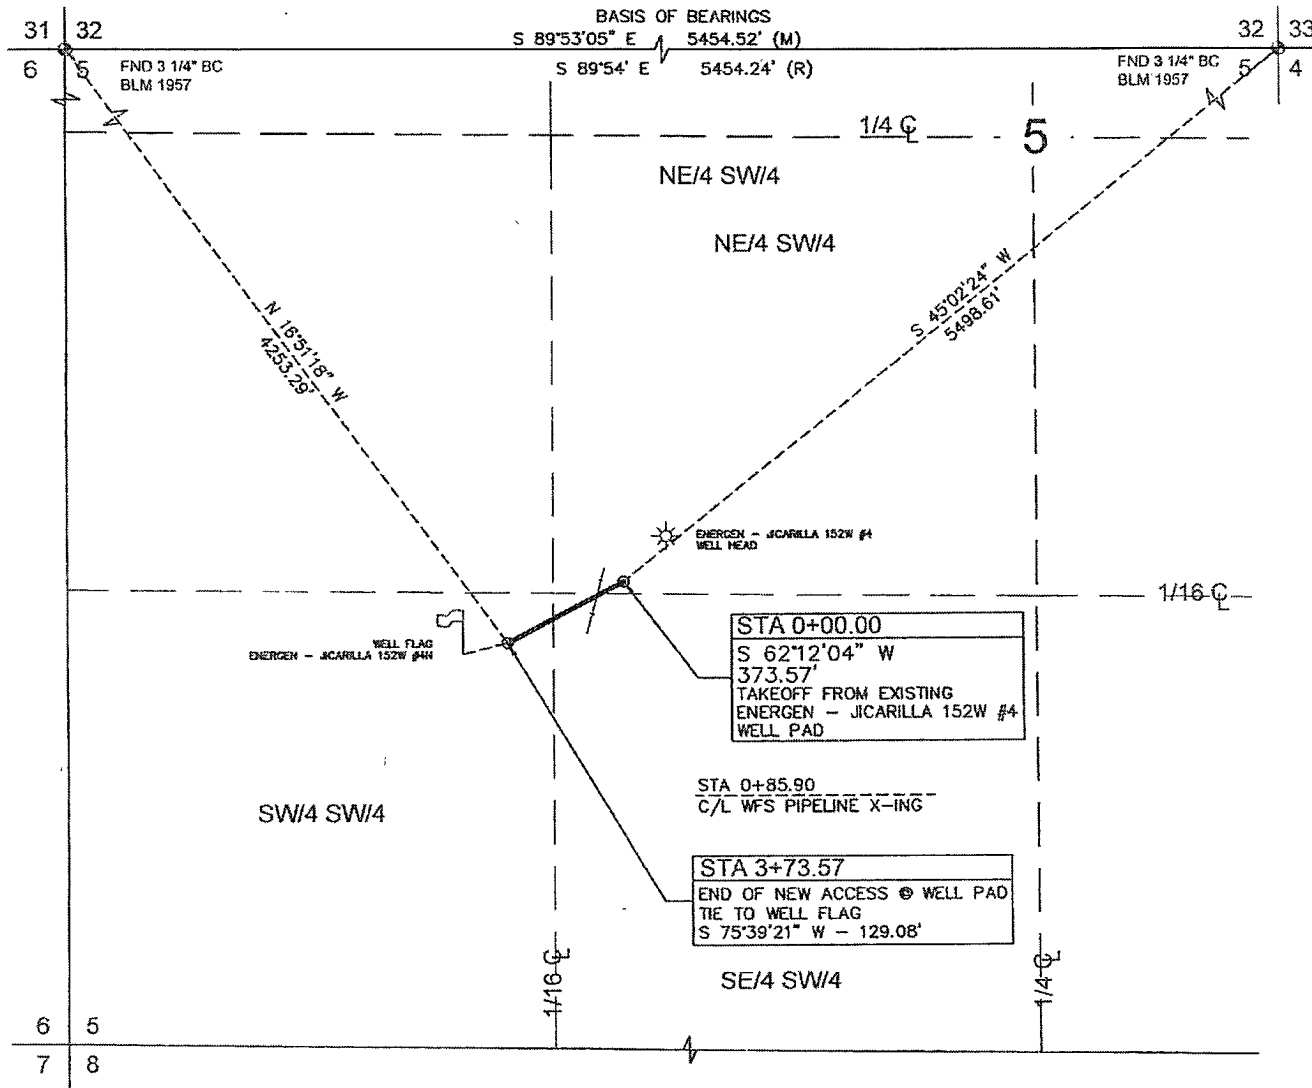 BASIS OF BEARINGS
31 32
S 89°53'05" E 5454.52' (M)
32 33
6 5
FND 3 1/4" BC
BLM 1957
S 89°54' E 5454.24' (R)
FND 3 1/4" BC
BLM 1957
5 4
1/4 CL
5
NE/4 SW/4
NE/4 SW/4
N 16°51'18" W
4253.29'
S 45°02'24" W
5498.61'
ENERGEN - JICARILLA 152W #4
WELL HEAD
1/16 CL
WELL FLAG
ENERGEN - JICARILLA 152W #4N
STA 0+00.00
S 62°12'04" W
373.57'
TAKEOFF FROM EXISTING
ENERGEN - JICARILLA 152W #4
WELL PAD
STA 0+85.90
C/L WFS PIPELINE X-ING
SW/4 SW/4
STA 3+73.57
END OF NEW ACCESS @ WELL PAD
TIE TO WELL FLAG
S 75°39'21" W - 129.08'
1/16 CL
SE/4 SW/4
1/4 CL
6 5
7 8